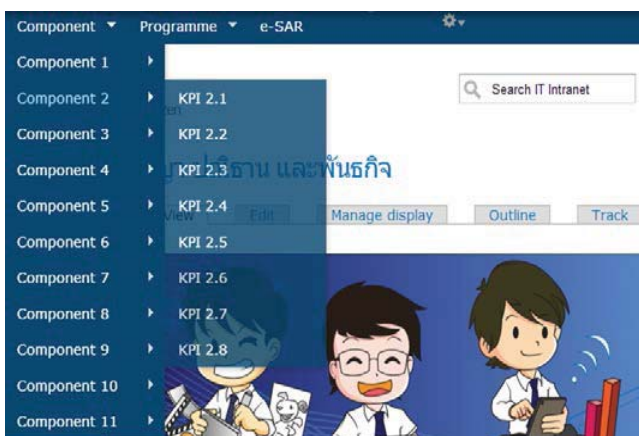 Component Programme e-SAR
Component 1
Search IT Intranet
Component 2 KPI 2.1
Component 3 KPI 2.2
Component 4 KPI 2.3
และพันธกิจ
Component 5 KPI 2.4
View Edit Manage display Outline Track
Component 6 KPI 2.5
Component 7 KPI 2.6
Component 8 KPI 2.7
Component 9 KPI 2.8
Component 10
Component 11